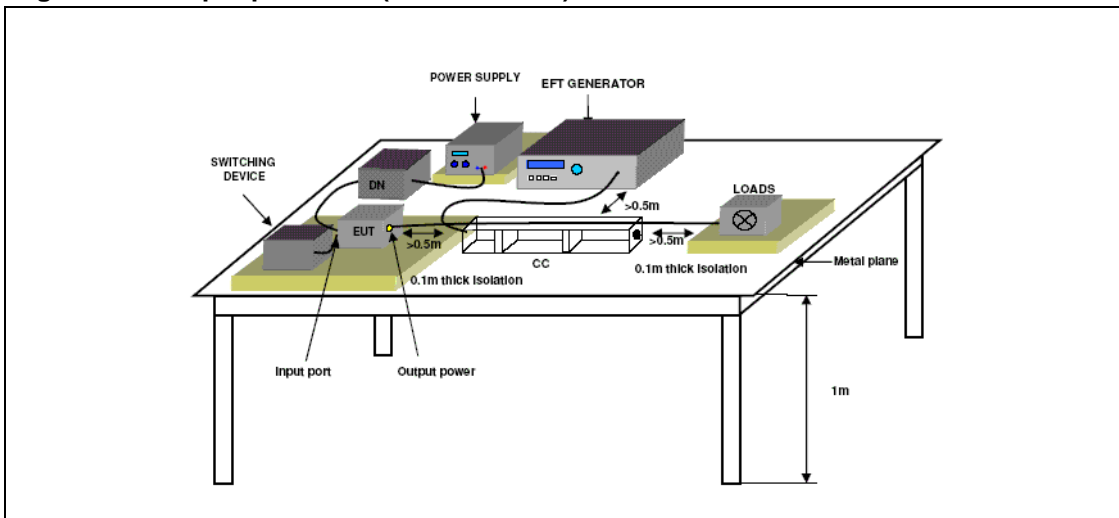 POWER SUPPLY
EFT GENERATOR
SWITCHING
DEVICE
DN
LOADS
>0.5m
EUT
>0.5m
>0.5m
CC
0.1m thick isolation
0.1m thick isolation
Metal plane
Input port
Output power
1m